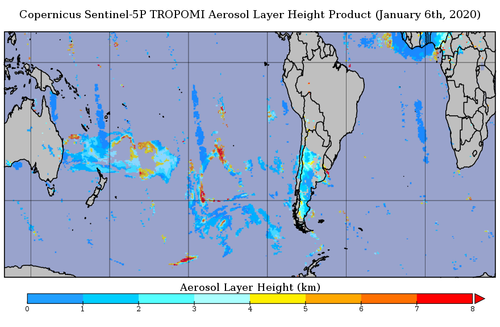 Copernicus Sentinel-5P TROPOMI Aerosol Layer Height Product (January 6th, 2020)
Aerosol Layer Height (km)
0 1 2 3 4 5 6 7 8